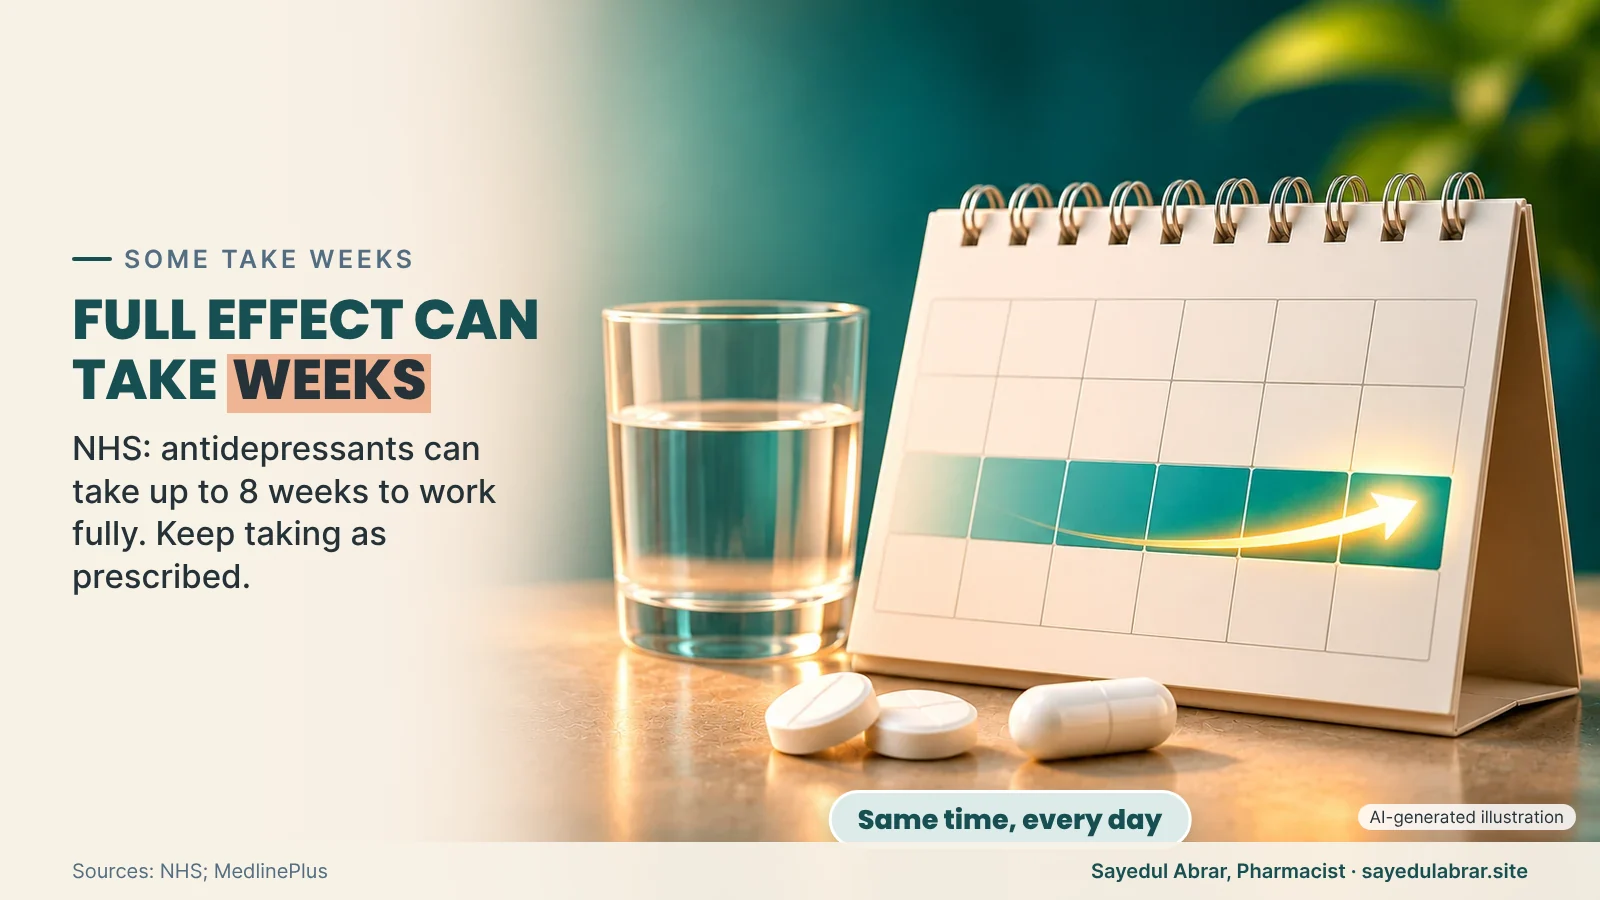 SOME TAKE WEEKS
FULL EFFECT CAN
TAKE WEEKS
NHS: antidepressants can
take up to 8 weeks to work
fully. Keep taking as
prescribed.
Same time, every day
AI-generated illustration
Sources: NHS; MedlinePlus
Sayedul Abrar, Pharmacist · sayedulabrar.site